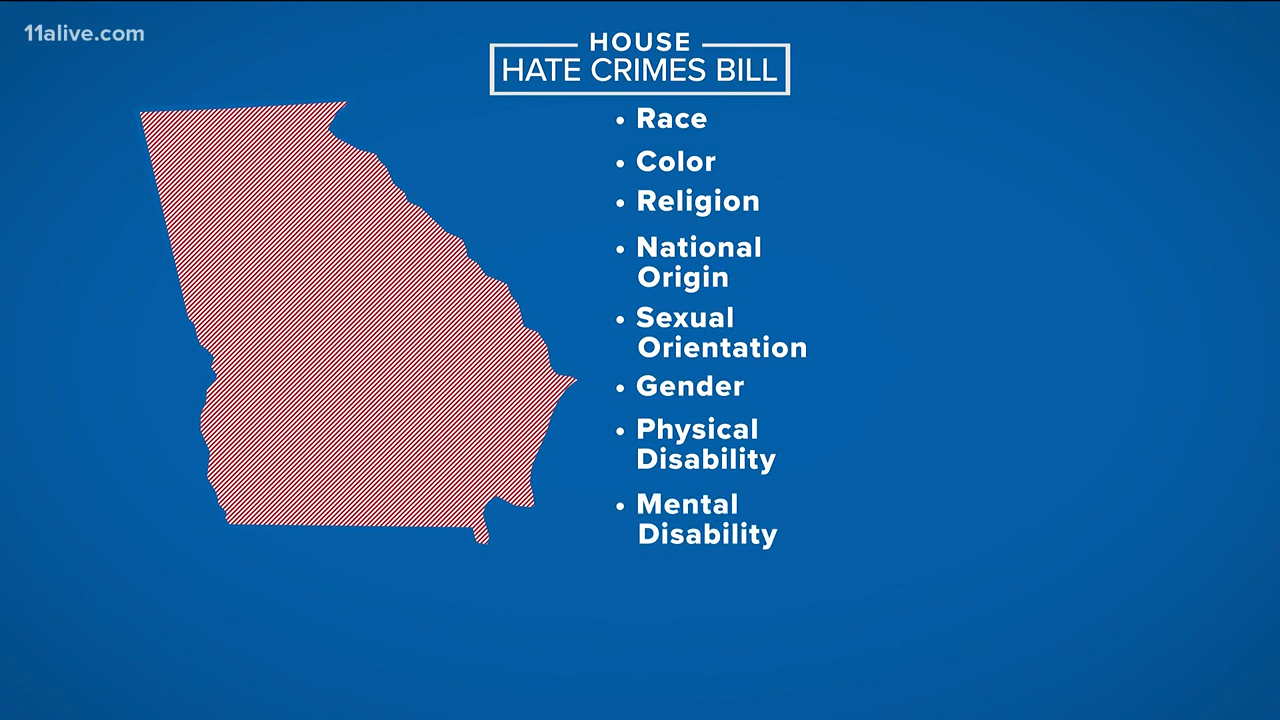 11alive.com
HOUSE
HATE CRIMES BILL
• Race
• Color
• Religion
• National
Origin
• Sexual
Orientation
• Gender
• Physical
Disability
• Mental
Disability